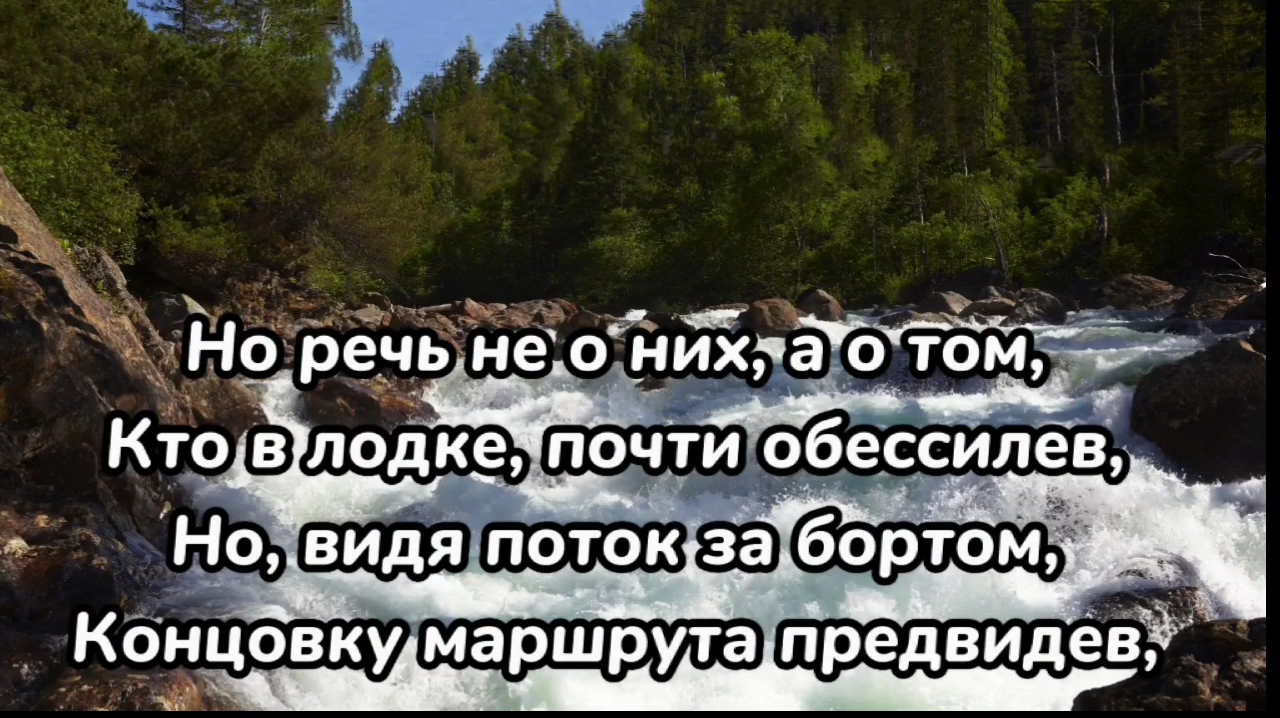 Но речь не о них, а о том,
Кто в лодке, почти обессилев,
Но, видя поток за бортом,
Концовку маршрута предвидев,